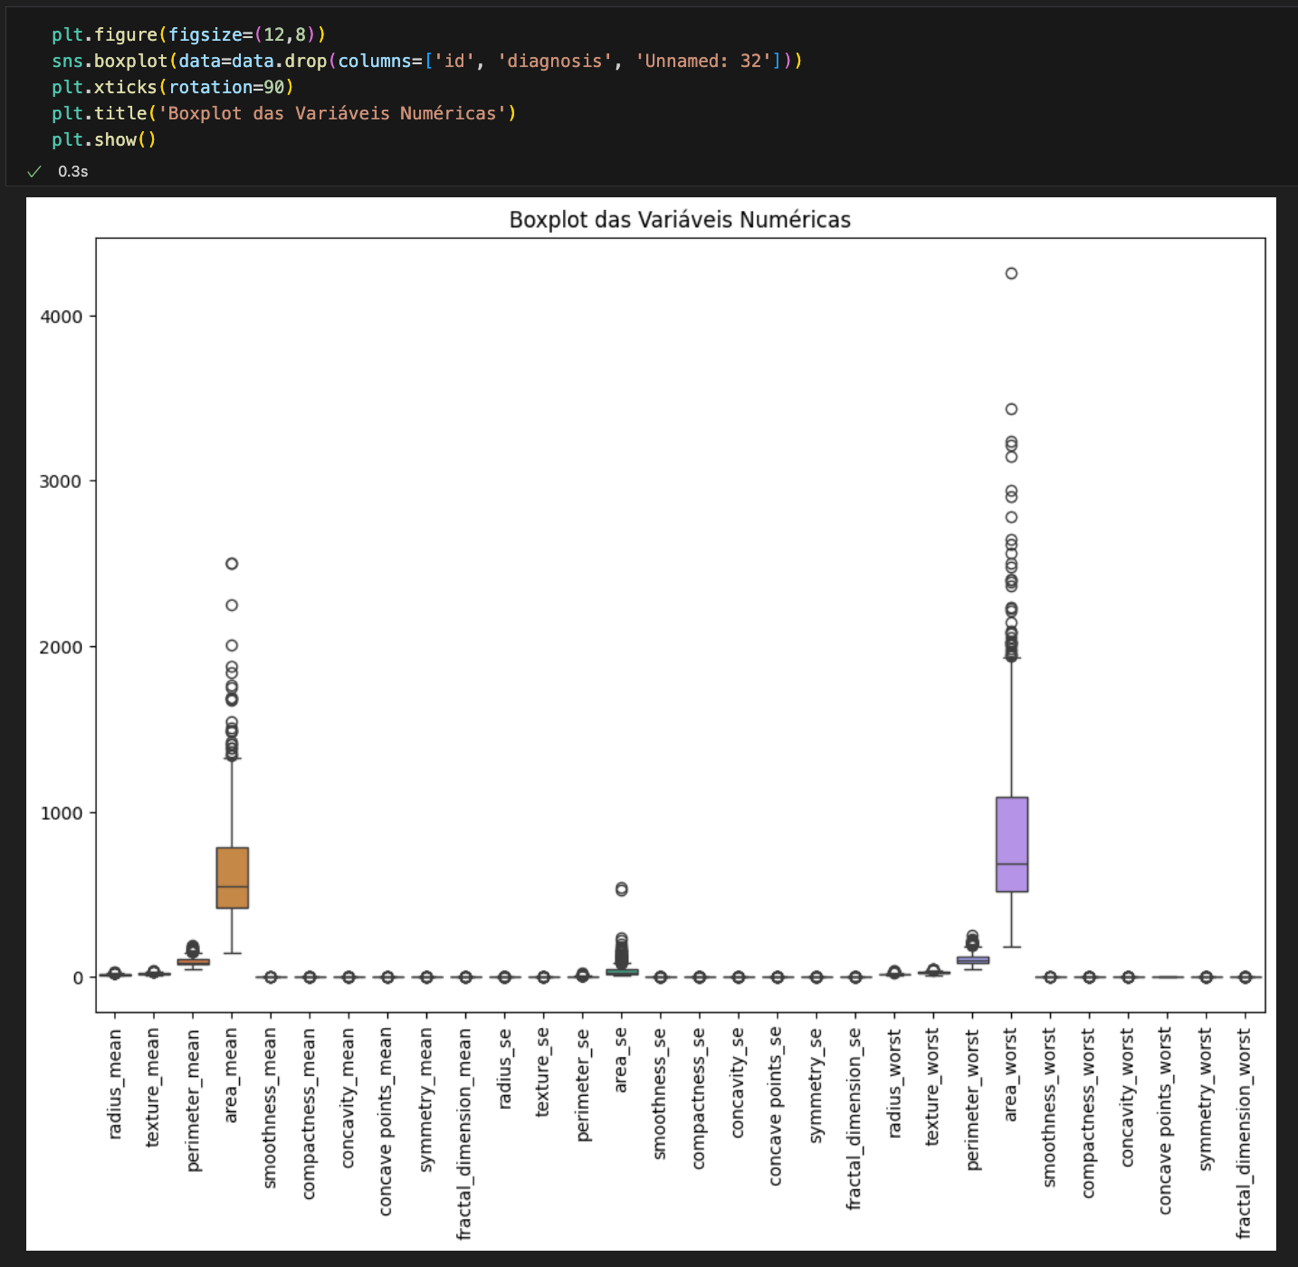 plt.figure(figsize=(12,8))
sns.boxplot(data=data.drop(columns=['id', 'diagnosis', 'Unnamed: 32']))
plt.xticks(rotation=90)
plt.title('Boxplot das Variáveis Numéricas')
plt.show()
✓ 0.3s
Boxplot das Variáveis Numéricas
4000
3000
2000
1000
0
radius_mean
texture_mean
perimeter_mean
area_mean
smoothness_mean
compactness_mean
concavity_mean
concave points_mean
symmetry_mean
fractal_dimension_mean
radius_se
texture_se
perimeter_se
area_se
smoothness_se
compactness_se
concavity_se
concave points_se
symmetry_se
fractal_dimension_se
radius_worst
texture_worst
perimeter_worst
area_worst
smoothness_worst
compactness_worst
concavity_worst
concave points_worst
symmetry_worst
fractal_dimension_worst